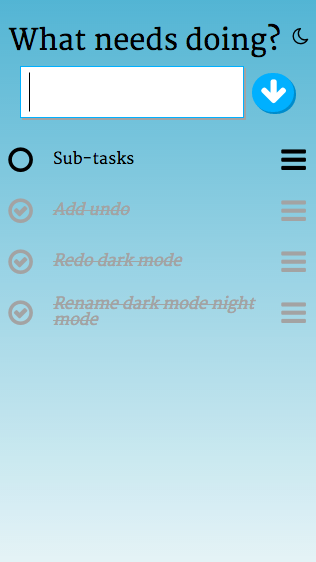 What needs doing?
Sub-tasks
Add undo
Redo dark mode
Rename dark mode night
mode